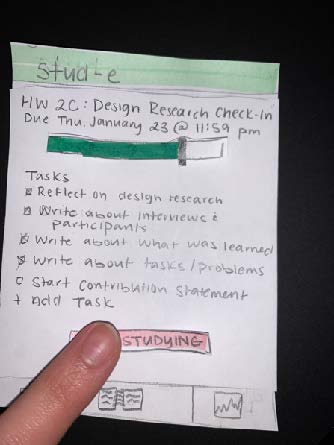 stud-e
HW 2C: Design Research Check-in
Due Thu, January 23 @ 11:59 pm
Tasks
Reflect on design research
Write about interviews &
participants
Write about what was learned
Write about tasks/problems
Start Contribution Statement
+ Add Task
STUDYING